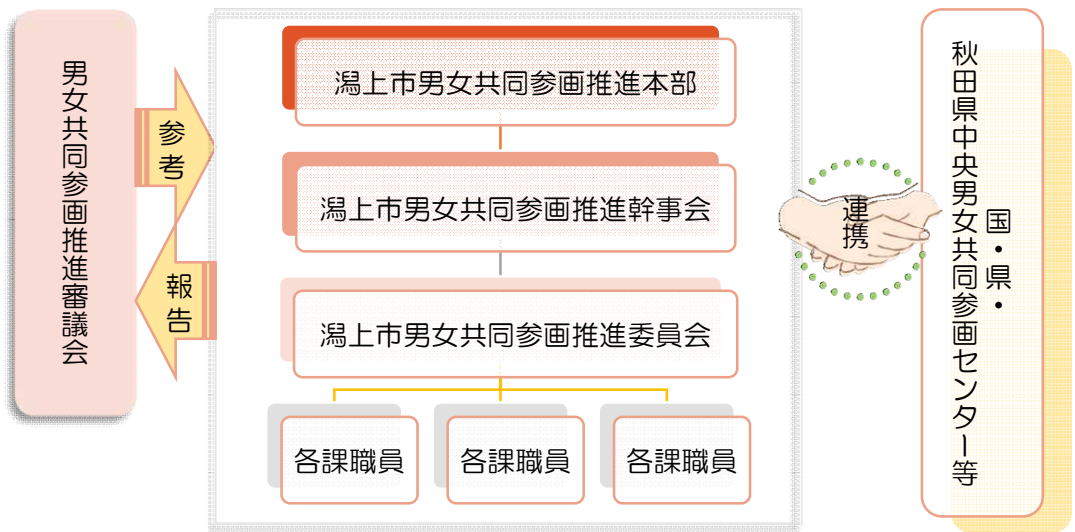 男女共同参画推進審議会
参考
報告
潟上市男女共同参画推進本部
潟上市男女共同参画推進幹事会
潟上市男女共同参画推進委員会
各課職員
各課職員
各課職員
連携
国・県・
秋田県中央男女共同参画センター等